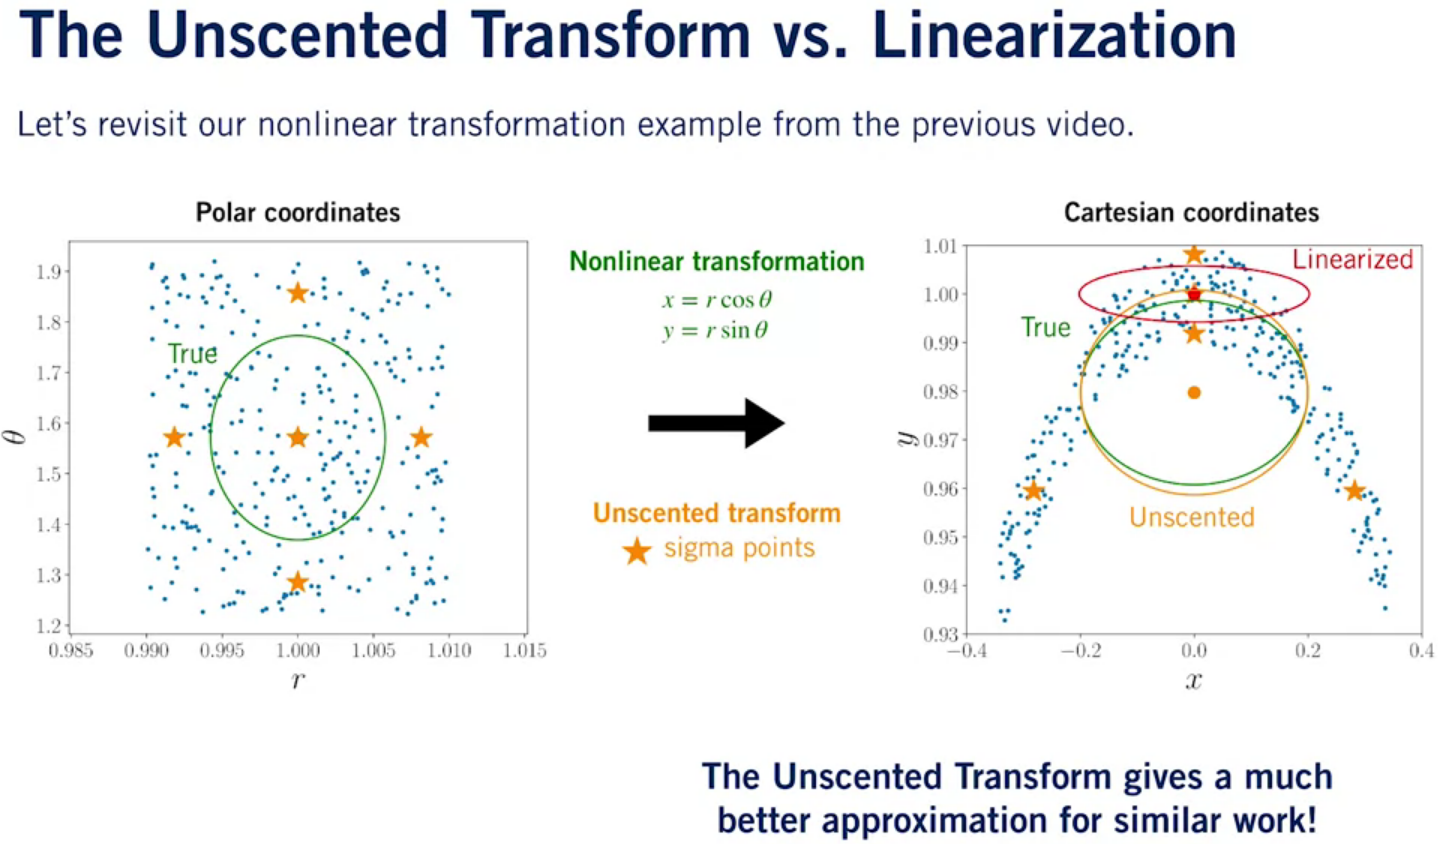 The Unscented Transform vs. Linearization
Let's revisit our nonlinear transformation example from the previous video.
Polar coordinates
1.9
1.8
1.7
1.6
1.5
1.4
1.3
1.2
θ
True
0.985 0.990 0.995 1.000 1.005 1.010 1.015
r
Nonlinear transformation
x = r cos θ
y = r sin θ
Unscented transform
sigma points
Cartesian coordinates
1.01
1.00
0.99
0.98
0.97
0.96
0.95
0.94
0.93
y
Linearized
True
Unscented
−0.4 −0.2 0.0 0.2 0.4
x
The Unscented Transform gives a much
better approximation for similar work!